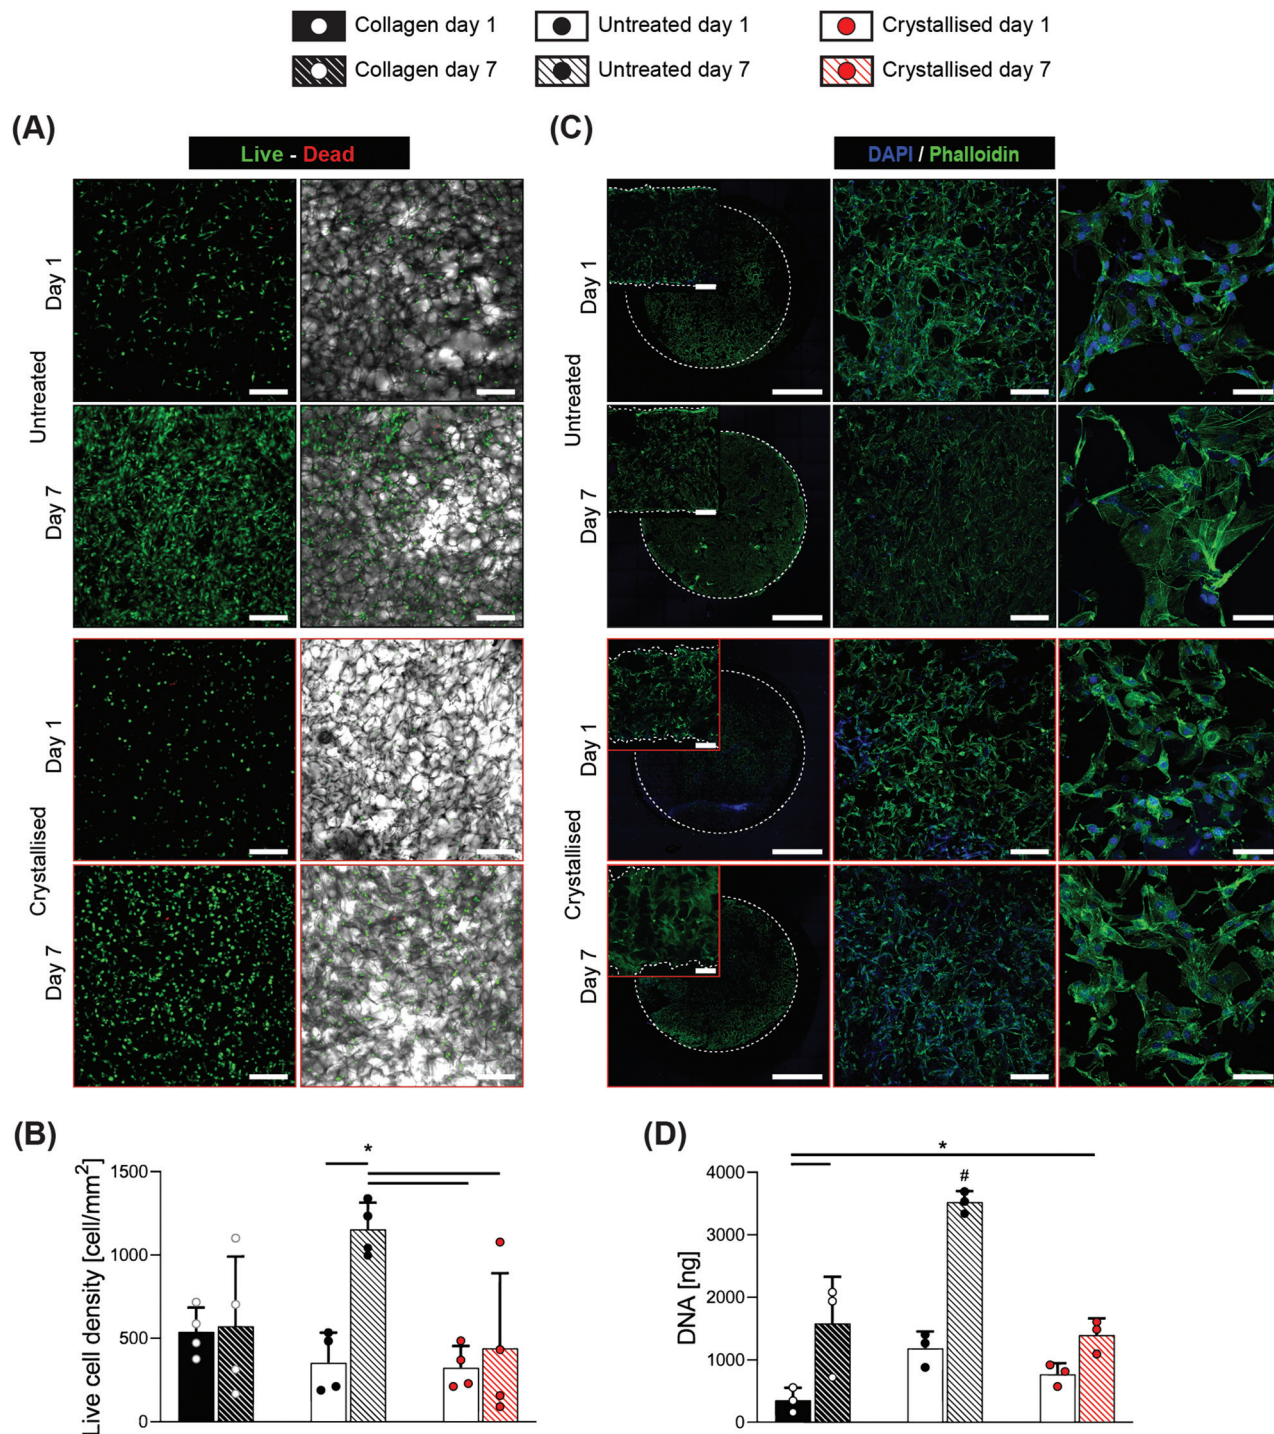 Collagen day 1
Untreated day 1
Crystallised day 1
Collagen day 7
Untreated day 7
Crystallised day 7
(A)
Live - Dead
Untreated
Day 1
Day 7
Crystallised
Day 1
Day 7
(C)
DAPI / Phalloidin
Untreated
Day 1
Day 7
Crystallised
Day 1
Day 7
(B)
Live cell density [cell/mm²]
1500
1000
500
0
*
(D)
DNA [ng]
4000
3000
2000
1000
0
*
#